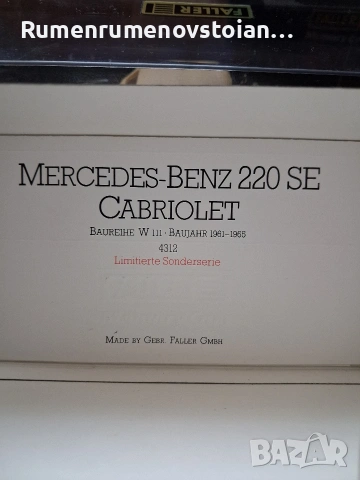 FALLER
Rumenrumenovstoian...
MERCEDES-BENZ 220 SE
CABRIOLET
BAUREIHE W 111 · BAUJAHR 1961-1965
4312
Limitierte Sonderserie
MADE BY GEBR. FALLER GMBH
BAZAR